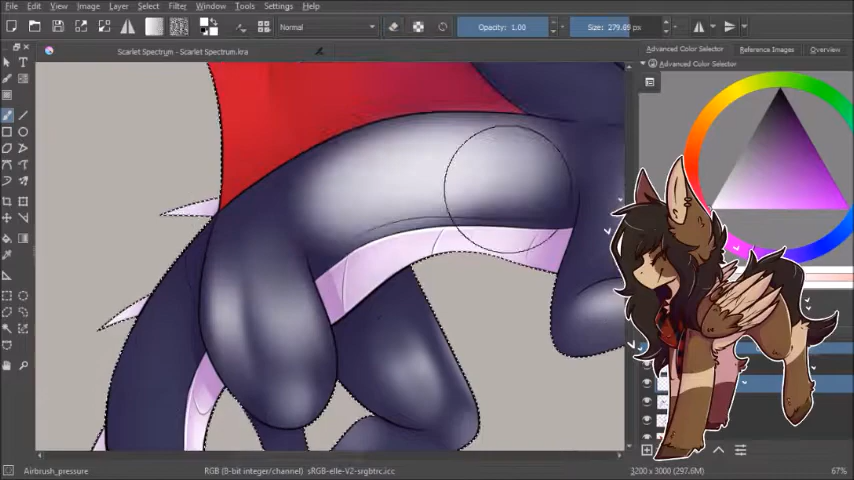 File Edit View Image Layer Select Filter Window Tools Settings Help
Normal Opacity: 1.00 Size: 279.69 px
Scarlet Spectrum - Scarlet Spectrum.kra
Advanced Color Selector Reference Images Overview
Advanced Color Selector
Airbrush_pressure RGB (8-bit integer/channel) sRGB-elle-V2-srgbtrc.icc 3200 x 3000 (297.6M) 67%